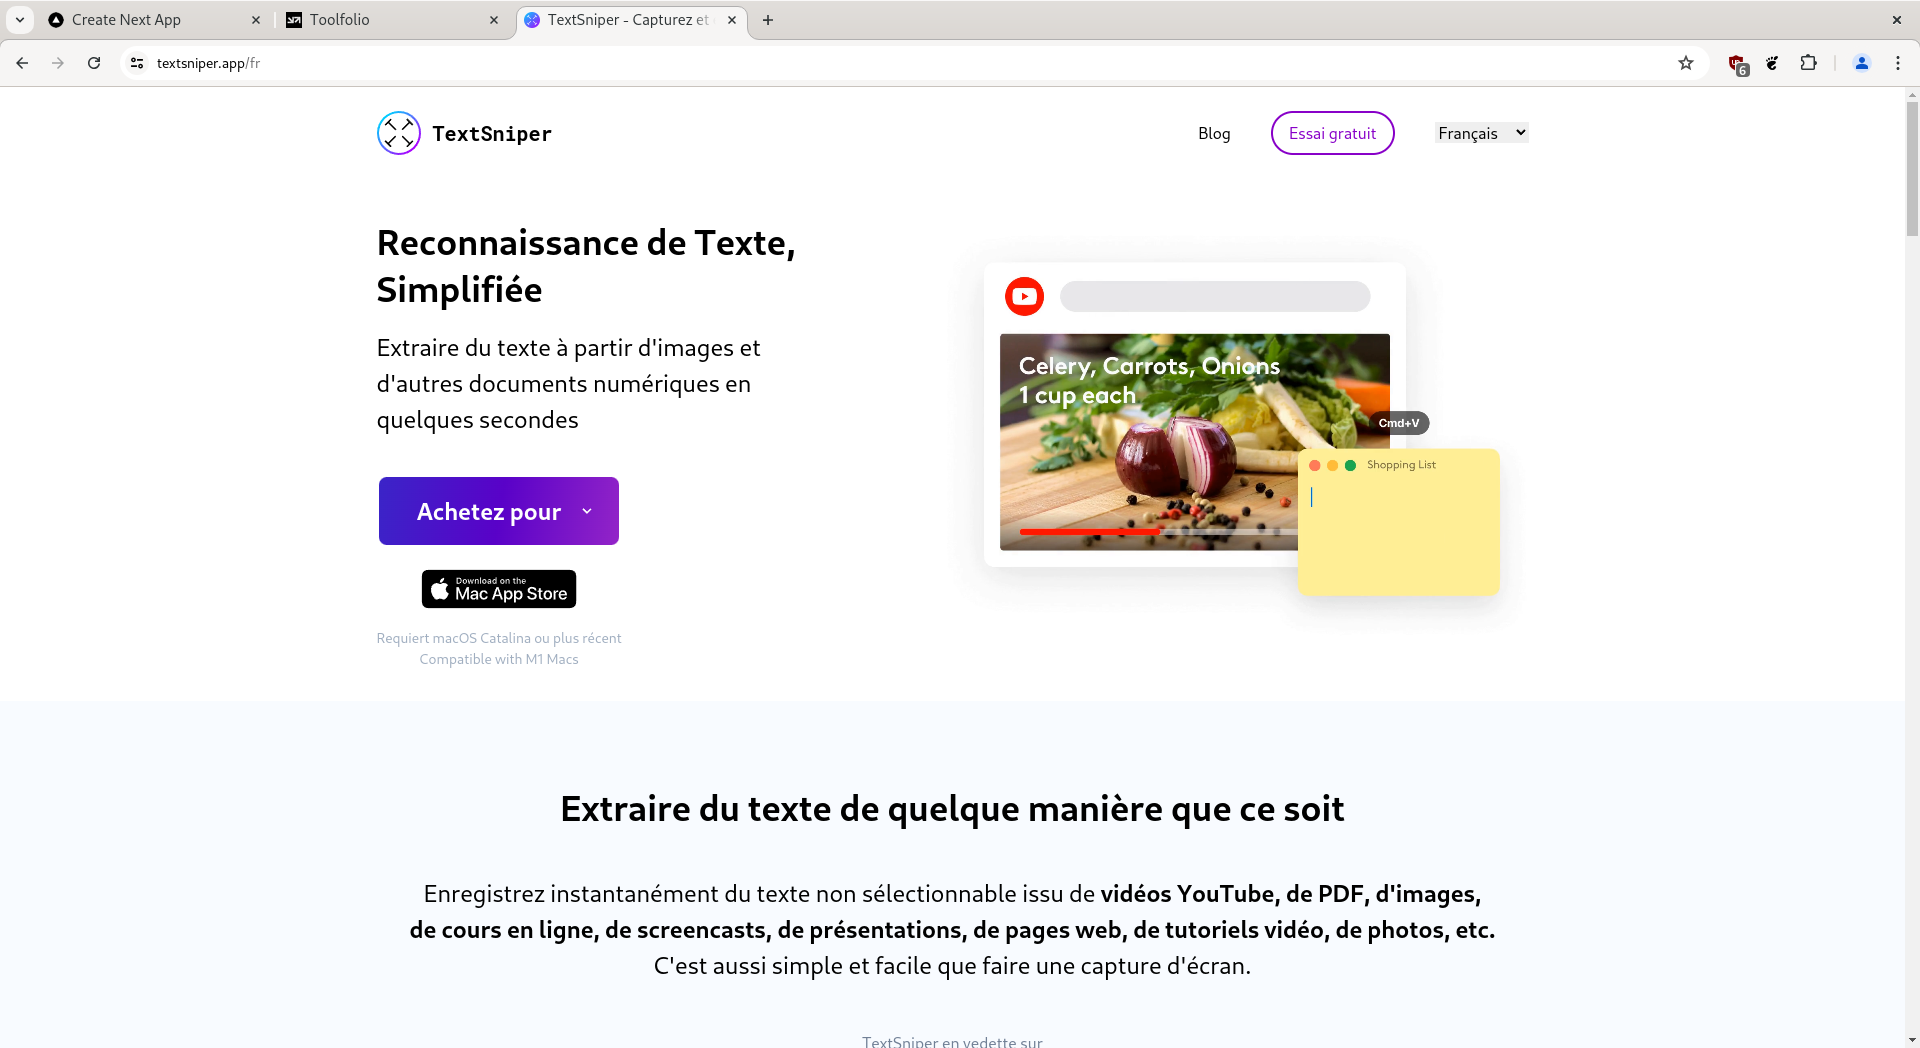 Create Next App
Toolfolio
TextSniper - Capturez et
textsniper.app/fr
6
TextSniper
Blog
Essai gratuit
Français
Reconnaissance de Texte,
Simplifiée
Extraire du texte à partir d'images et
d'autres documents numériques en
quelques secondes
Achetez pour
Download on the
Mac App Store
Requiert macOS Catalina ou plus récent
Compatible with M1 Macs
Celery, Carrots, Onions
1 cup each
Cmd+V
Shopping List
Extraire du texte de quelque manière que ce soit
Enregistrez instantanément du texte non sélectionnable issu de vidéos YouTube, de PDF, d'images,
de cours en ligne, de screencasts, de présentations, de pages web, de tutoriels vidéo, de photos, etc.
C'est aussi simple et facile que faire une capture d'écran.
TextSniper en vedette sur